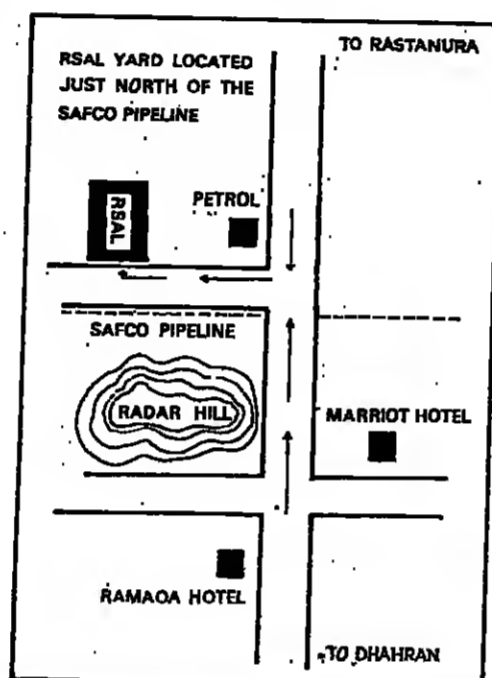 TO RASTANURA
RSAL YARD LOCATED
JUST NORTH OF THE
SAFCO PIPELINE
PETROL
RSAL
SAFCO PIPELINE
RADAR HILL
MARRIOT HOTEL
RAMAOA HOTEL
TO DHAHRAN